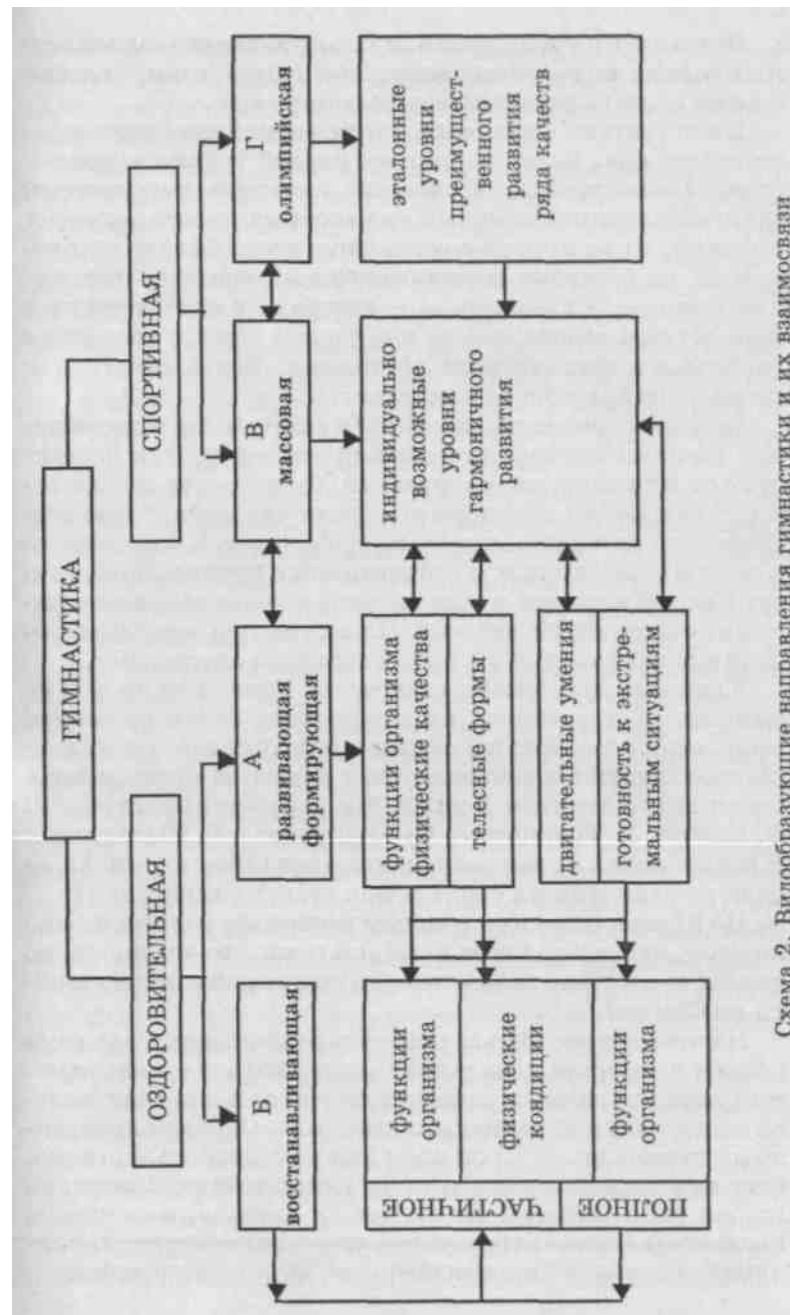 ГИМНАСТИКА
ОЗДОРОВИТЕЛЬНАЯ
СПОРТИВНАЯ
Б
восстанавливающая
А
развивающая
формирующая
В
массовая
Г
олимпийская
ЧАСТИЧНОЕ
ПОЛНОЕ
функции
организма
физические
кондиции
функции
организма
функции организма
физические качества
телесные формы
двигательные умения
готовность к экстре-
мальным ситуациям
индивидуально
возможные
уровни
гармоничного
развития
эталонные
уровни
преимущест-
венного
развития
ряда качеств
Схема 2. Видообразующие направления гимнастики и их взаимосвязи